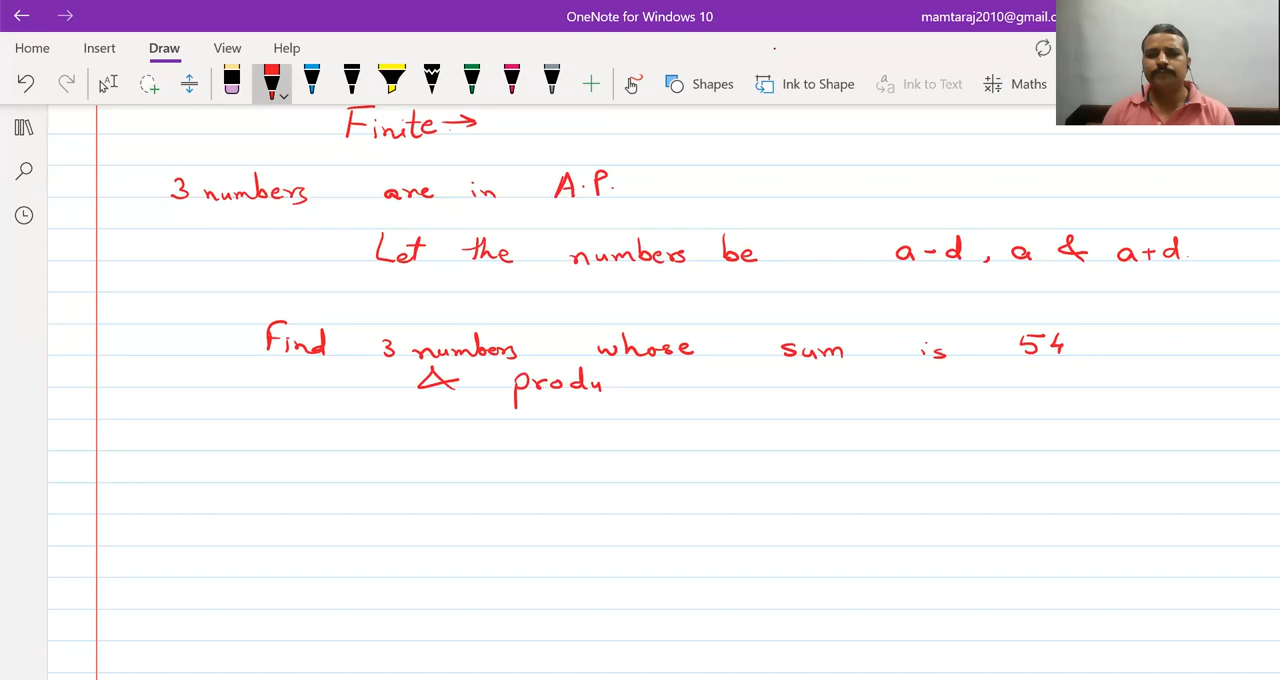 OneNote for Windows 10
mamtaraj2010@gmail.c
Home Insert Draw View Help
Shapes Ink to Shape Ink to Text Maths
Finite →
3 numbers are in A.P.
Let the numbers be a-d, a & a+d.
Find 3 numbers whose sum is 54
& produ